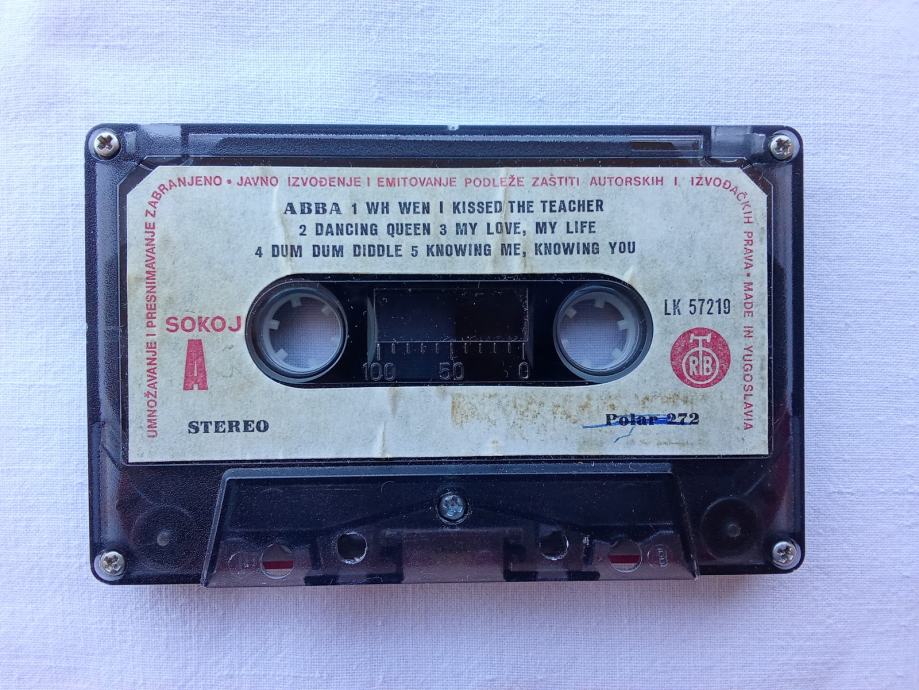 UMNOŽAVANJE I PRESNIMAVANJE ZABRANJENO • JAVNO IZVOĐENJE I EMITOVANJE PODLEŽE ZAŠTITI AUTORSKIH I IZVOĐAČKIH PRAVA • MADE IN YUGOSLAVIA
ABBA 1 WH WEN I KISSED THE TEACHER
2 DANCING QUEEN 3 MY LOVE, MY LIFE
4 DUM DUM DIDDLE 5 KNOWING ME, KNOWING YOU
SOKOJ
A
LK 57219
RTB
100 50 0
STEREO
Polar 272